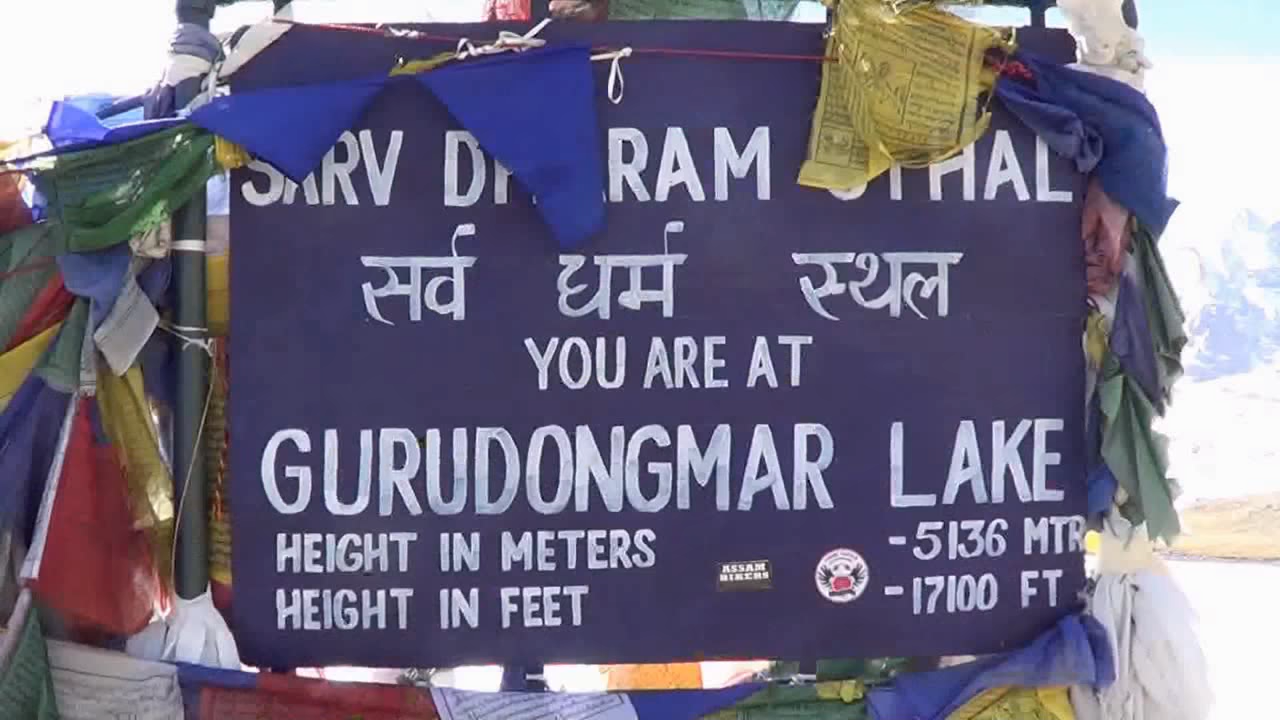 SARV DHARAM STHAL
सर्व धर्म स्थल
YOU ARE AT
GURUDONGMAR LAKE
HEIGHT IN METERS -5136 MTR
HEIGHT IN FEET -17100 FT
ASSAM BIKERS